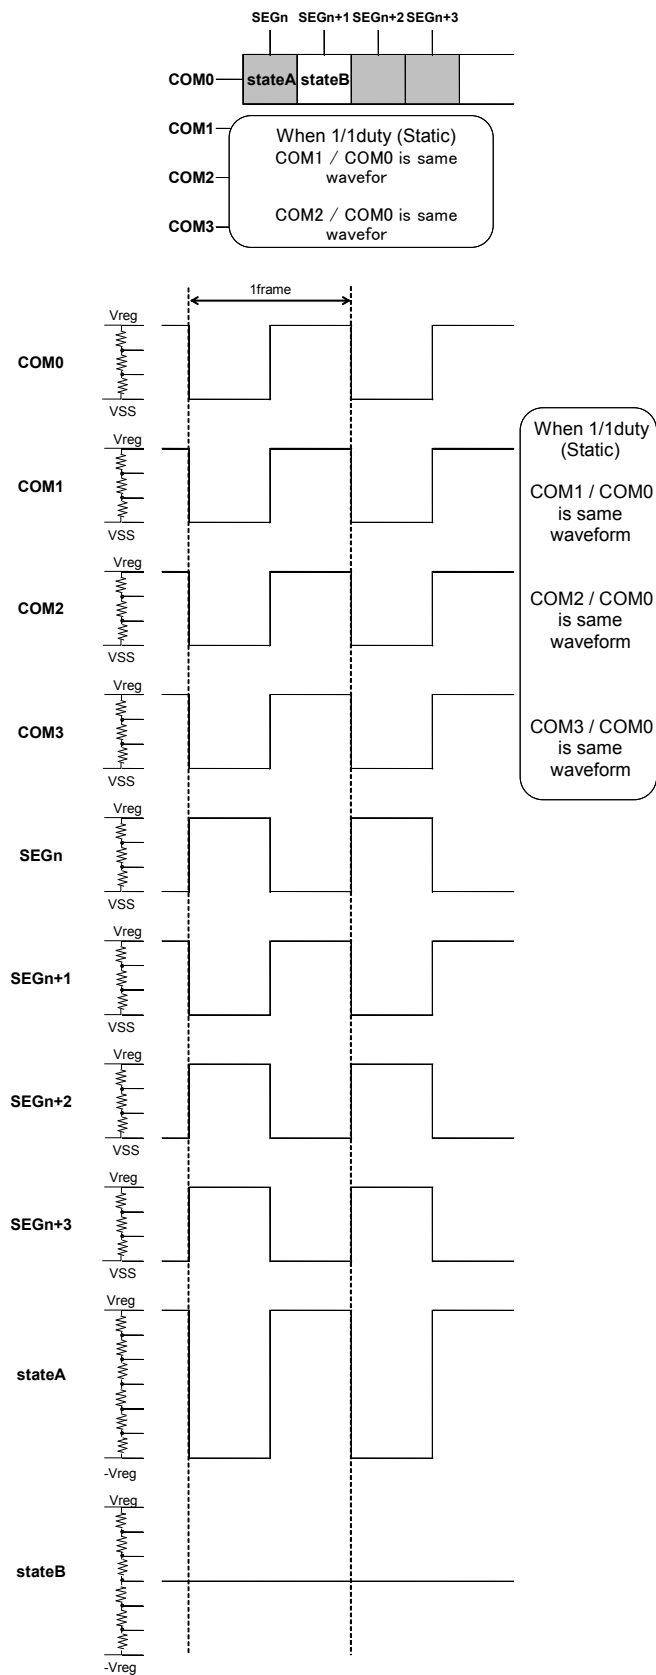 SEGn SEGn+1 SEGn+2 SEGn+3
COM0 stateA stateB
COM1
When 1/1duty (Static)
COM1 / COM0 is same
wavefor
COM2
COM2 / COM0 is same
wavefor
COM3
1frame
Vreg
COM0
VSS
When 1/1duty
(Static)
Vreg
COM1
COM1 / COM0
is same
waveform
VSS
Vreg
COM2
COM2 / COM0
is same
waveform
VSS
Vreg
COM3
COM3 / COM0
is same
waveform
VSS
Vreg
SEGn
VSS
Vreg
SEGn+1
VSS
Vreg
SEGn+2
VSS
Vreg
SEGn+3
VSS
Vreg
stateA
-Vreg
Vreg
stateB
-Vreg